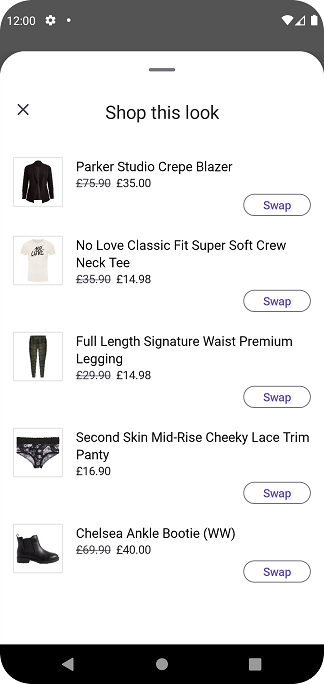 12:00
Shop this look
Parker Studio Crepe Blazer
£75.90 £35.00
Swap
No Love Classic Fit Super Soft Crew
Neck Tee
£35.90 £14.98
Swap
Full Length Signature Waist Premium
Legging
£29.90 £14.98
Swap
Second Skin Mid-Rise Cheeky Lace Trim
Panty
£16.90
Swap
Chelsea Ankle Bootie (WW)
£69.90 £40.00
Swap